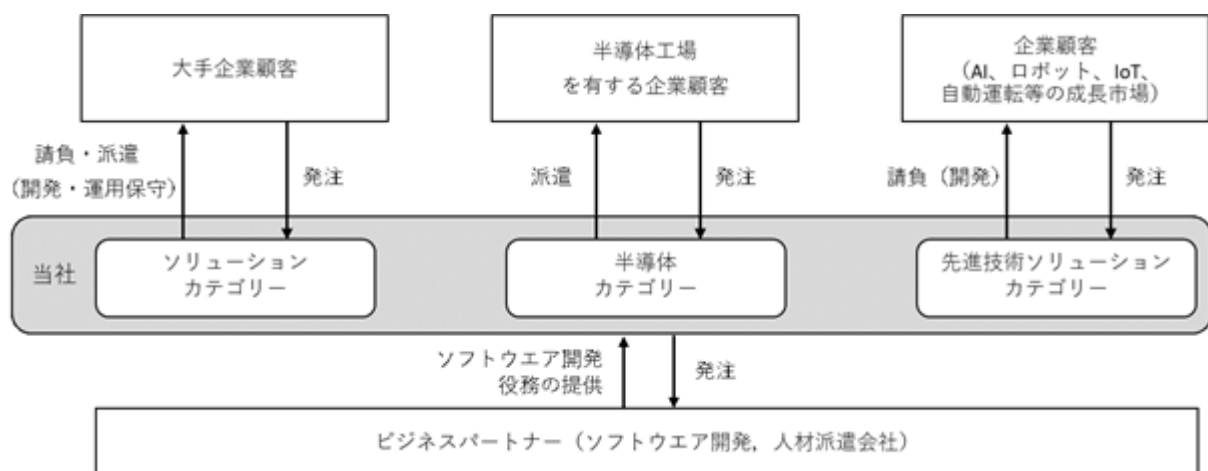 大手企業顧客
半導体工場
を有する企業顧客
企業顧客
（AI、ロボット、IoT、
自動運転等の成長市場）
請負・派遣
（開発・運用保守）
発注
派遣
発注
請負（開発）
発注
当社
ソリューション
カテゴリー
半導体
カテゴリー
先進技術ソリューション
カテゴリー
ソフトウエア開発
役務の提供
発注
ビジネスパートナー（ソフトウエア開発，人材派遣会社）